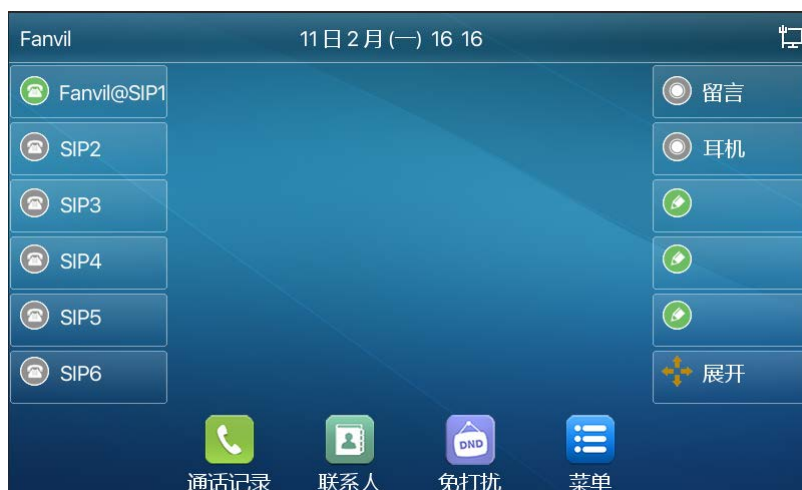 Fanvil 11日2月(一) 16 16
Fanvil@SIP1
SIP2
SIP3
SIP4
SIP5
SIP6
留言
耳机
展开
DND
通话记录 联系人 免打扰 菜单